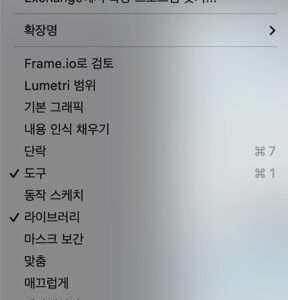 확장명
Frame.io로 검토
Lumetri 범위
기본 그래픽
내용 인식 채우기
단락 ⌘7
✓ 도구 ⌘1
동작 스케치
✓ 라이브러리
마스크 보간
맞춤
매끄럽게